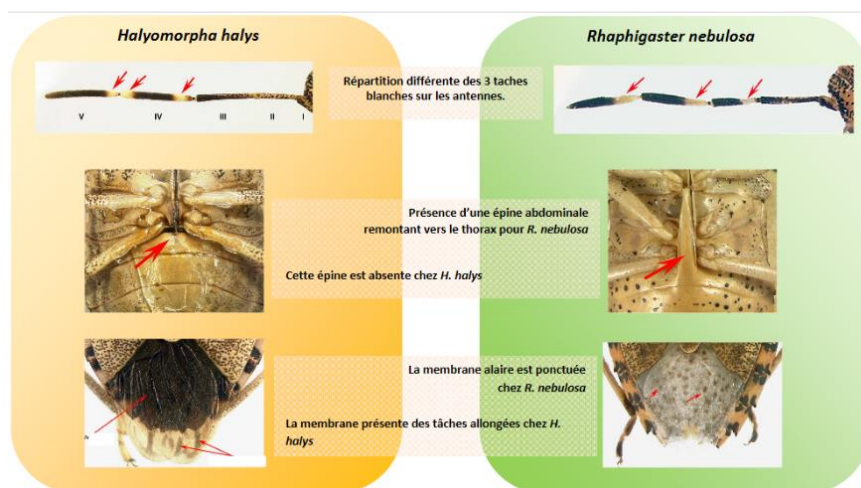 Halyomorpha halys
Rhaphigaster nebulosa
Répartition différente des 3 taches
blanches sur les antennes.
V IV III II I
Présence d'une épine abdominale
remontant vers le thorax pour R. nebulosa
Cette épine est absente chez H. halys
La membrane alaire est ponctuée
chez R. nebulosa
La membrane présente des tâches allongées chez H.
halys